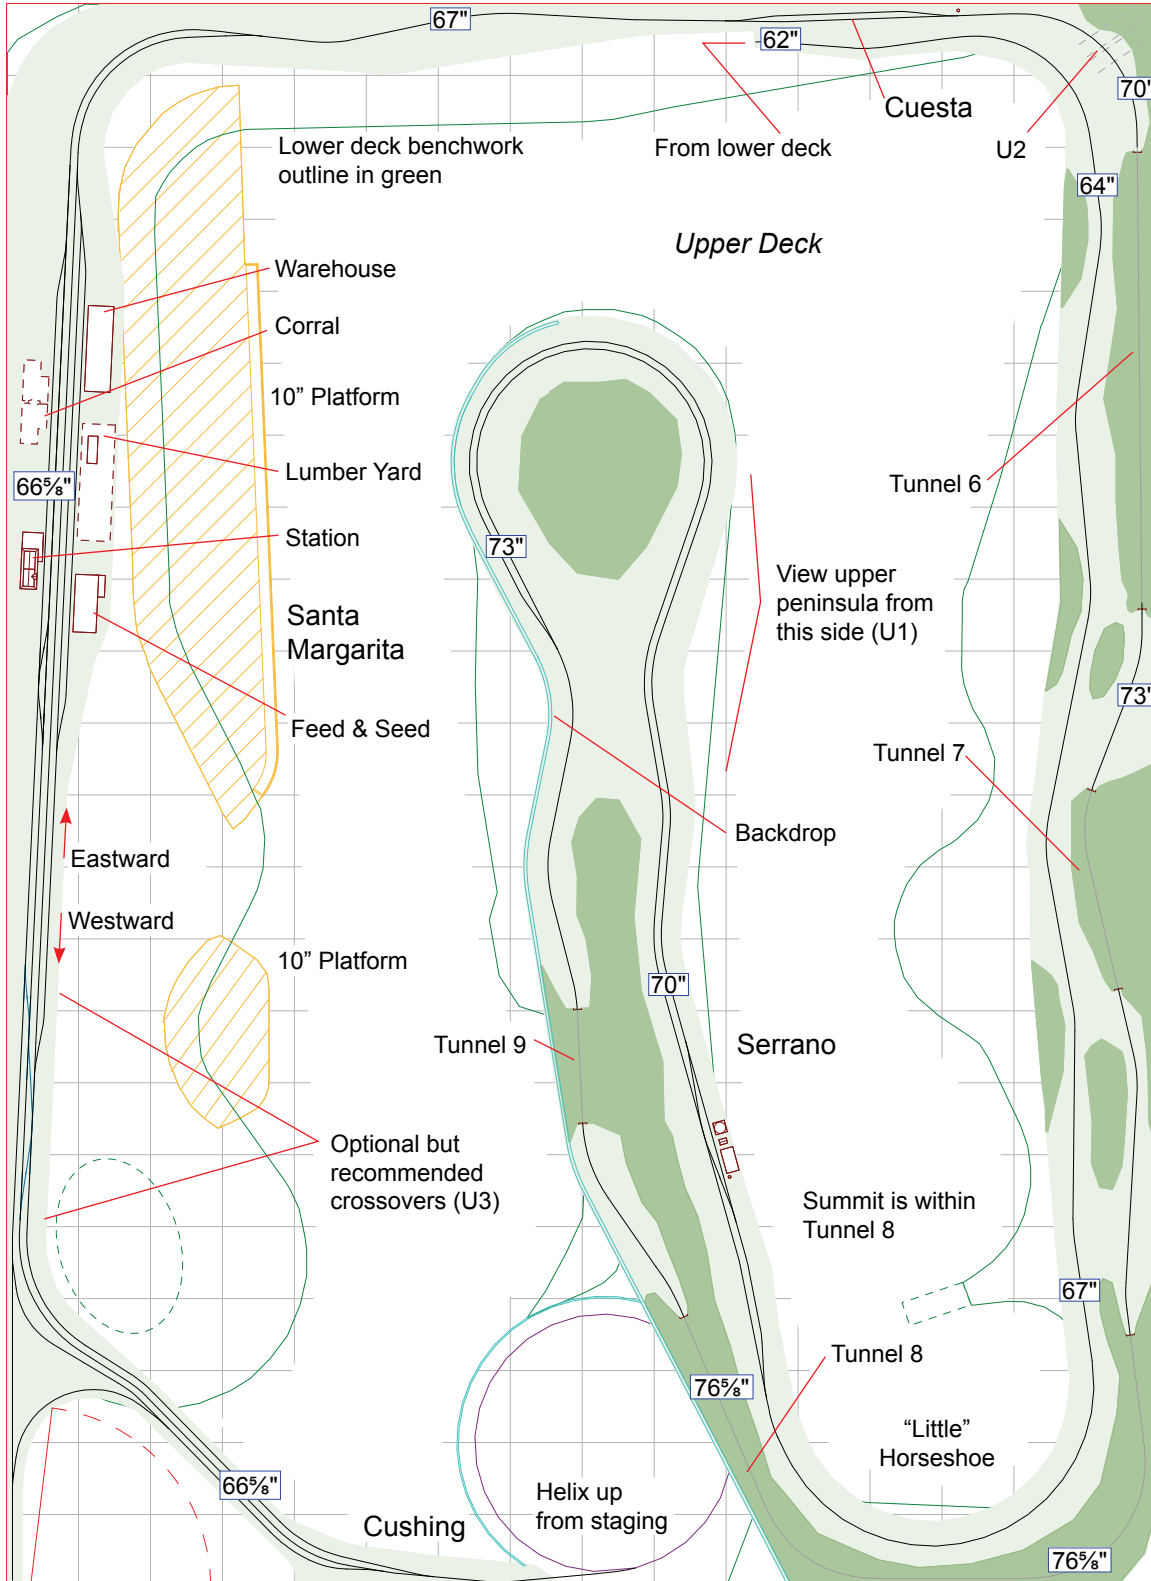 67"
62"
70"
Cuesta
Lower deck benchwork
outline in green
From lower deck
U2
64"
Upper Deck
Warehouse
Corral
10” Platform
Lumber Yard
66⅝"
Tunnel 6
Station
73"
View upper
peninsula from
this side (U1)
Santa
Margarita
73"
Feed & Seed
Tunnel 7
Backdrop
Eastward
Westward
10” Platform
70"
Tunnel 9
Serrano
Optional but
recommended
crossovers (U3)
Summit is within
Tunnel 8
67"
Tunnel 8
76⅝"
“Little”
Horseshoe
66⅝"
Helix up
from staging
Cushing
76⅝"